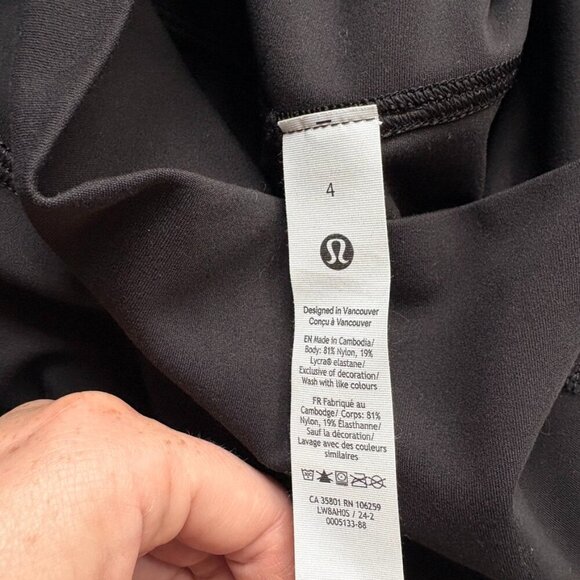 4
Designed in Vancouver
Conçu à Vancouver
EN Made in Cambodia/
Body: 81% Nylon, 19%
Lycra® elastane/
Exclusive of decoration/
Wash with like colours
FR Fabriqué au
Cambodge/ Corps: 81%
Nylon, 19% Élasthanne/
Sauf la décoration/
Lavage avec des couleurs
similaires
CA 35801 RN 106259
LW8AH0S / 24-2
0005133-88